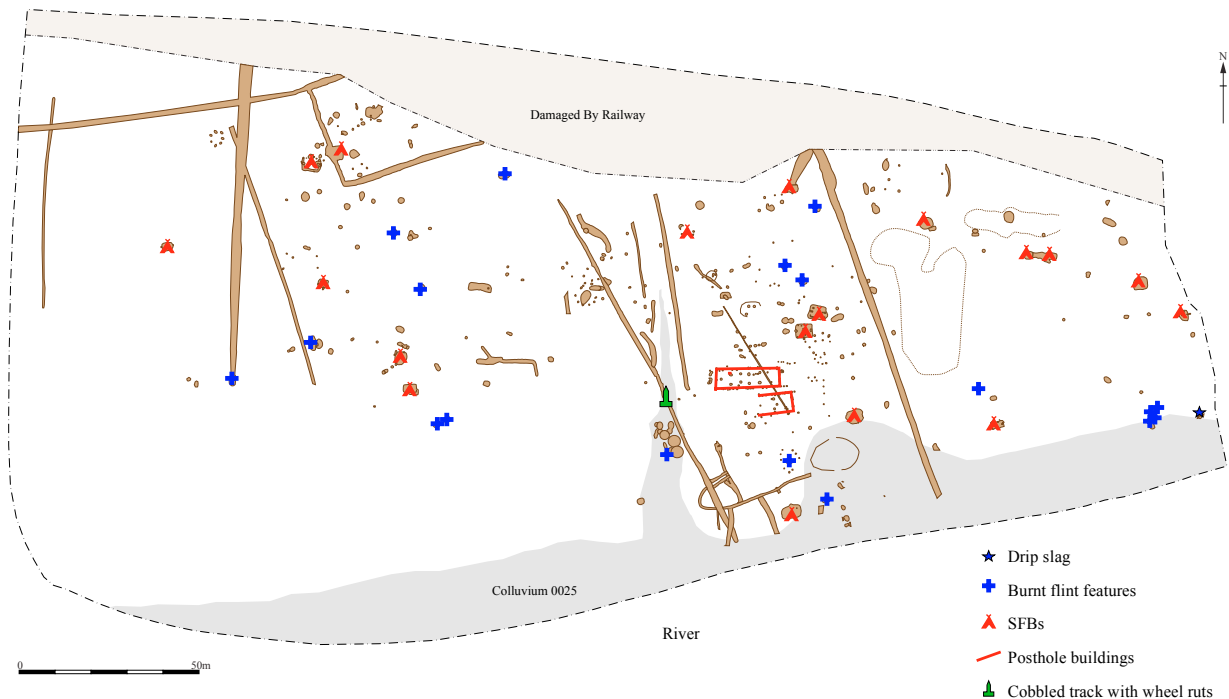 N
Damaged By Railway
Colluvium 0025
River
0
50m
Drip slag
Burnt flint features
SFBs
Posthole buildings
Cobbled track with wheel ruts